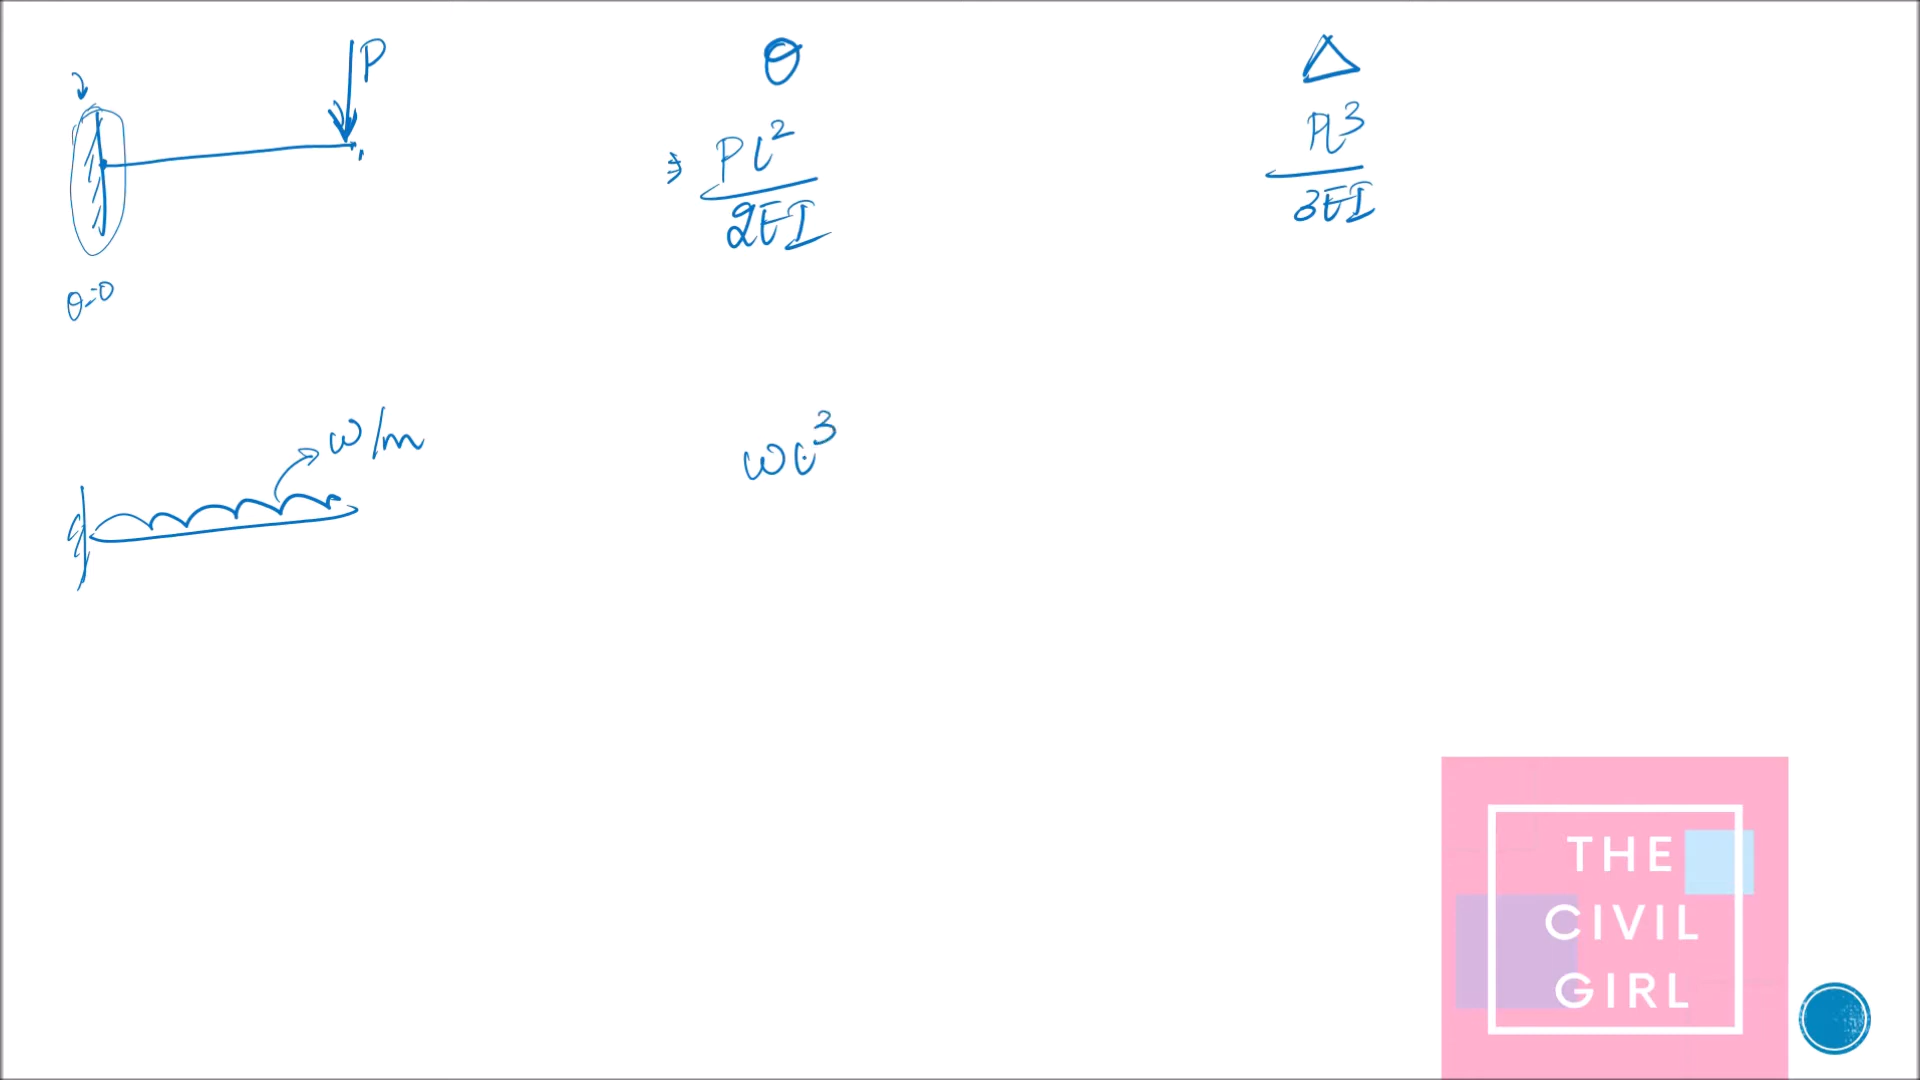 P
θ
Δ
Pl²
2EI
Pl³
3EI
θ=0
w/m
wl³
THE
CIVIL
GIRL